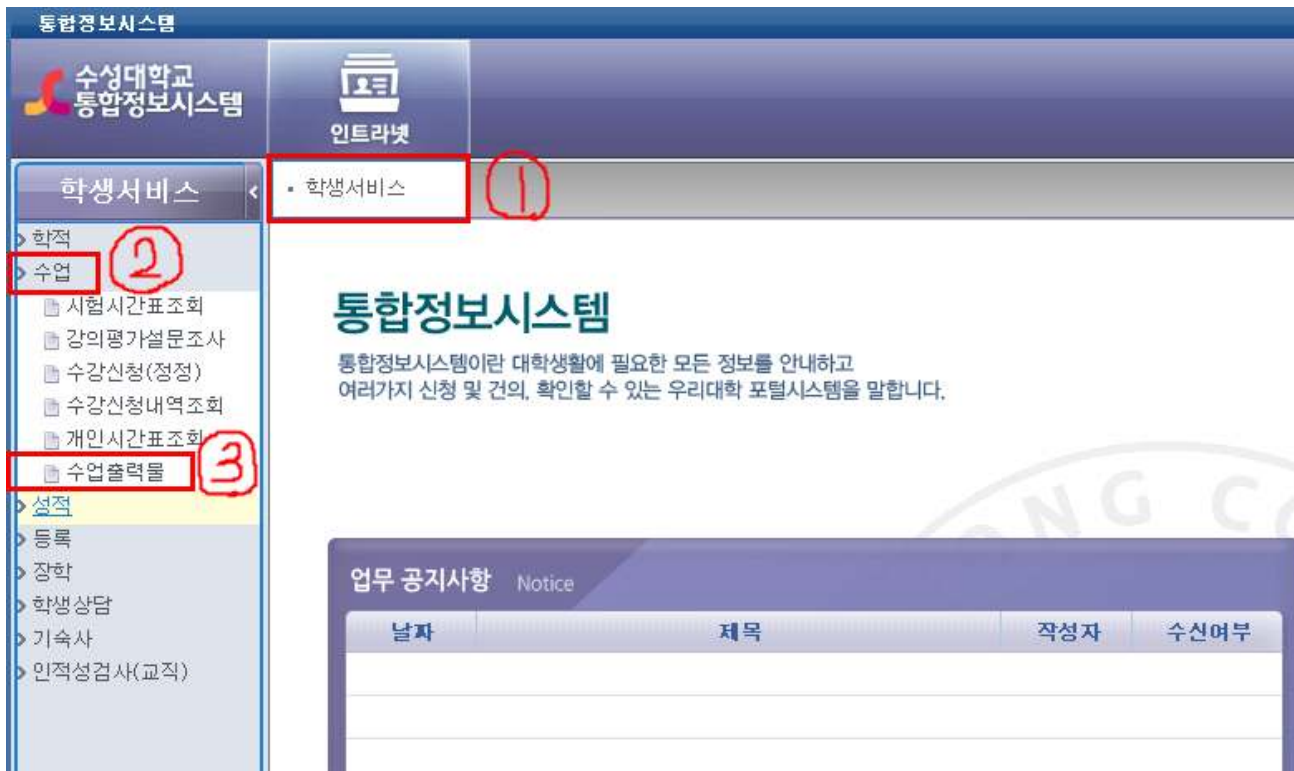 통합정보시스템
수성대학교
통합정보시스템
인트라넷
학생서비스
학생서비스
①
학적
②
수업
시험시간표조회
강의평가설문조사
수강신청(정정)
수강신청내역조회
개인시간표조회
수업출력물
③
성적
등록
장학
학생상담
기숙사
인적성검사(교직)
통합정보시스템
통합정보시스템이란 대학생활에 필요한 모든 정보를 안내하고
여러가지 신청 및 건의, 확인할 수 있는 우리대학 포털시스템을 말합니다.
업무 공지사항 Notice
날짜 제목 작성자 수신여부